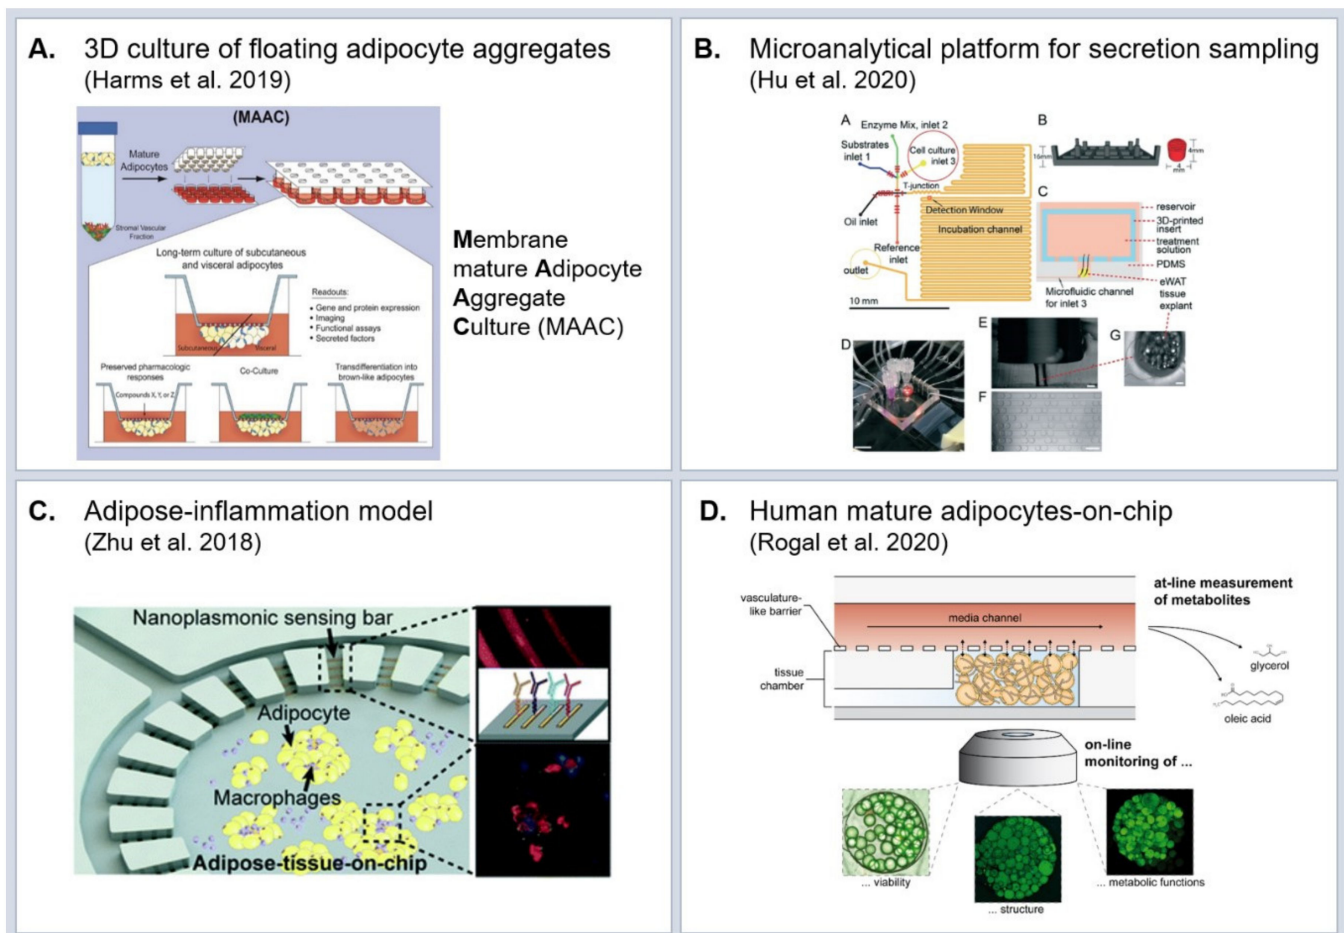 A. 3D culture of floating adipocyte aggregates
(Harms et al. 2019)
(MAAC)
Mature
Adipocytes
Stromal Vascular
Fraction
Long-term culture of subcutaneous
and visceral adipocytes
Readouts:
• Gene and protein expression
• Imaging
• Functional assays
• Secreted factors
Subcutaneous
Visceral
Preserved pharmacologic
responses
Compounds X, Y, or Z
Co-Culture
Transdifferentiation into
brown-like adipocytes
Membrane
mature Adipocyte
Aggregate
Culture (MAAC)
B. Microanalytical platform for secretion sampling
(Hu et al. 2020)
A
Enzyme Mix, inlet 2
Substrates
inlet 1
Cell culture
inlet 3
T-junction
Detection Window
Oil inlet
Incubation channel
Reference
inlet
outlet
10 mm
B
16mm
4mm
4
mm
C
reservoir
3D-printed
insert
treatment
solution
PDMS
eWAT
tissue
explant
Microfluidic channel
for inlet 3
D
E
F
G
C. Adipose-inflammation model
(Zhu et al. 2018)
Nanoplasmonic sensing bar
Adipocyte
Macrophages
Adipose-tissue-on-chip
D. Human mature adipocytes-on-chip
(Rogal et al. 2020)
vasculature-
like barrier
media channel
tissue
chamber
at-line measurement
of metabolites
glycerol
oleic acid
on-line
monitoring of ...
... viability
... structure
... metabolic functions